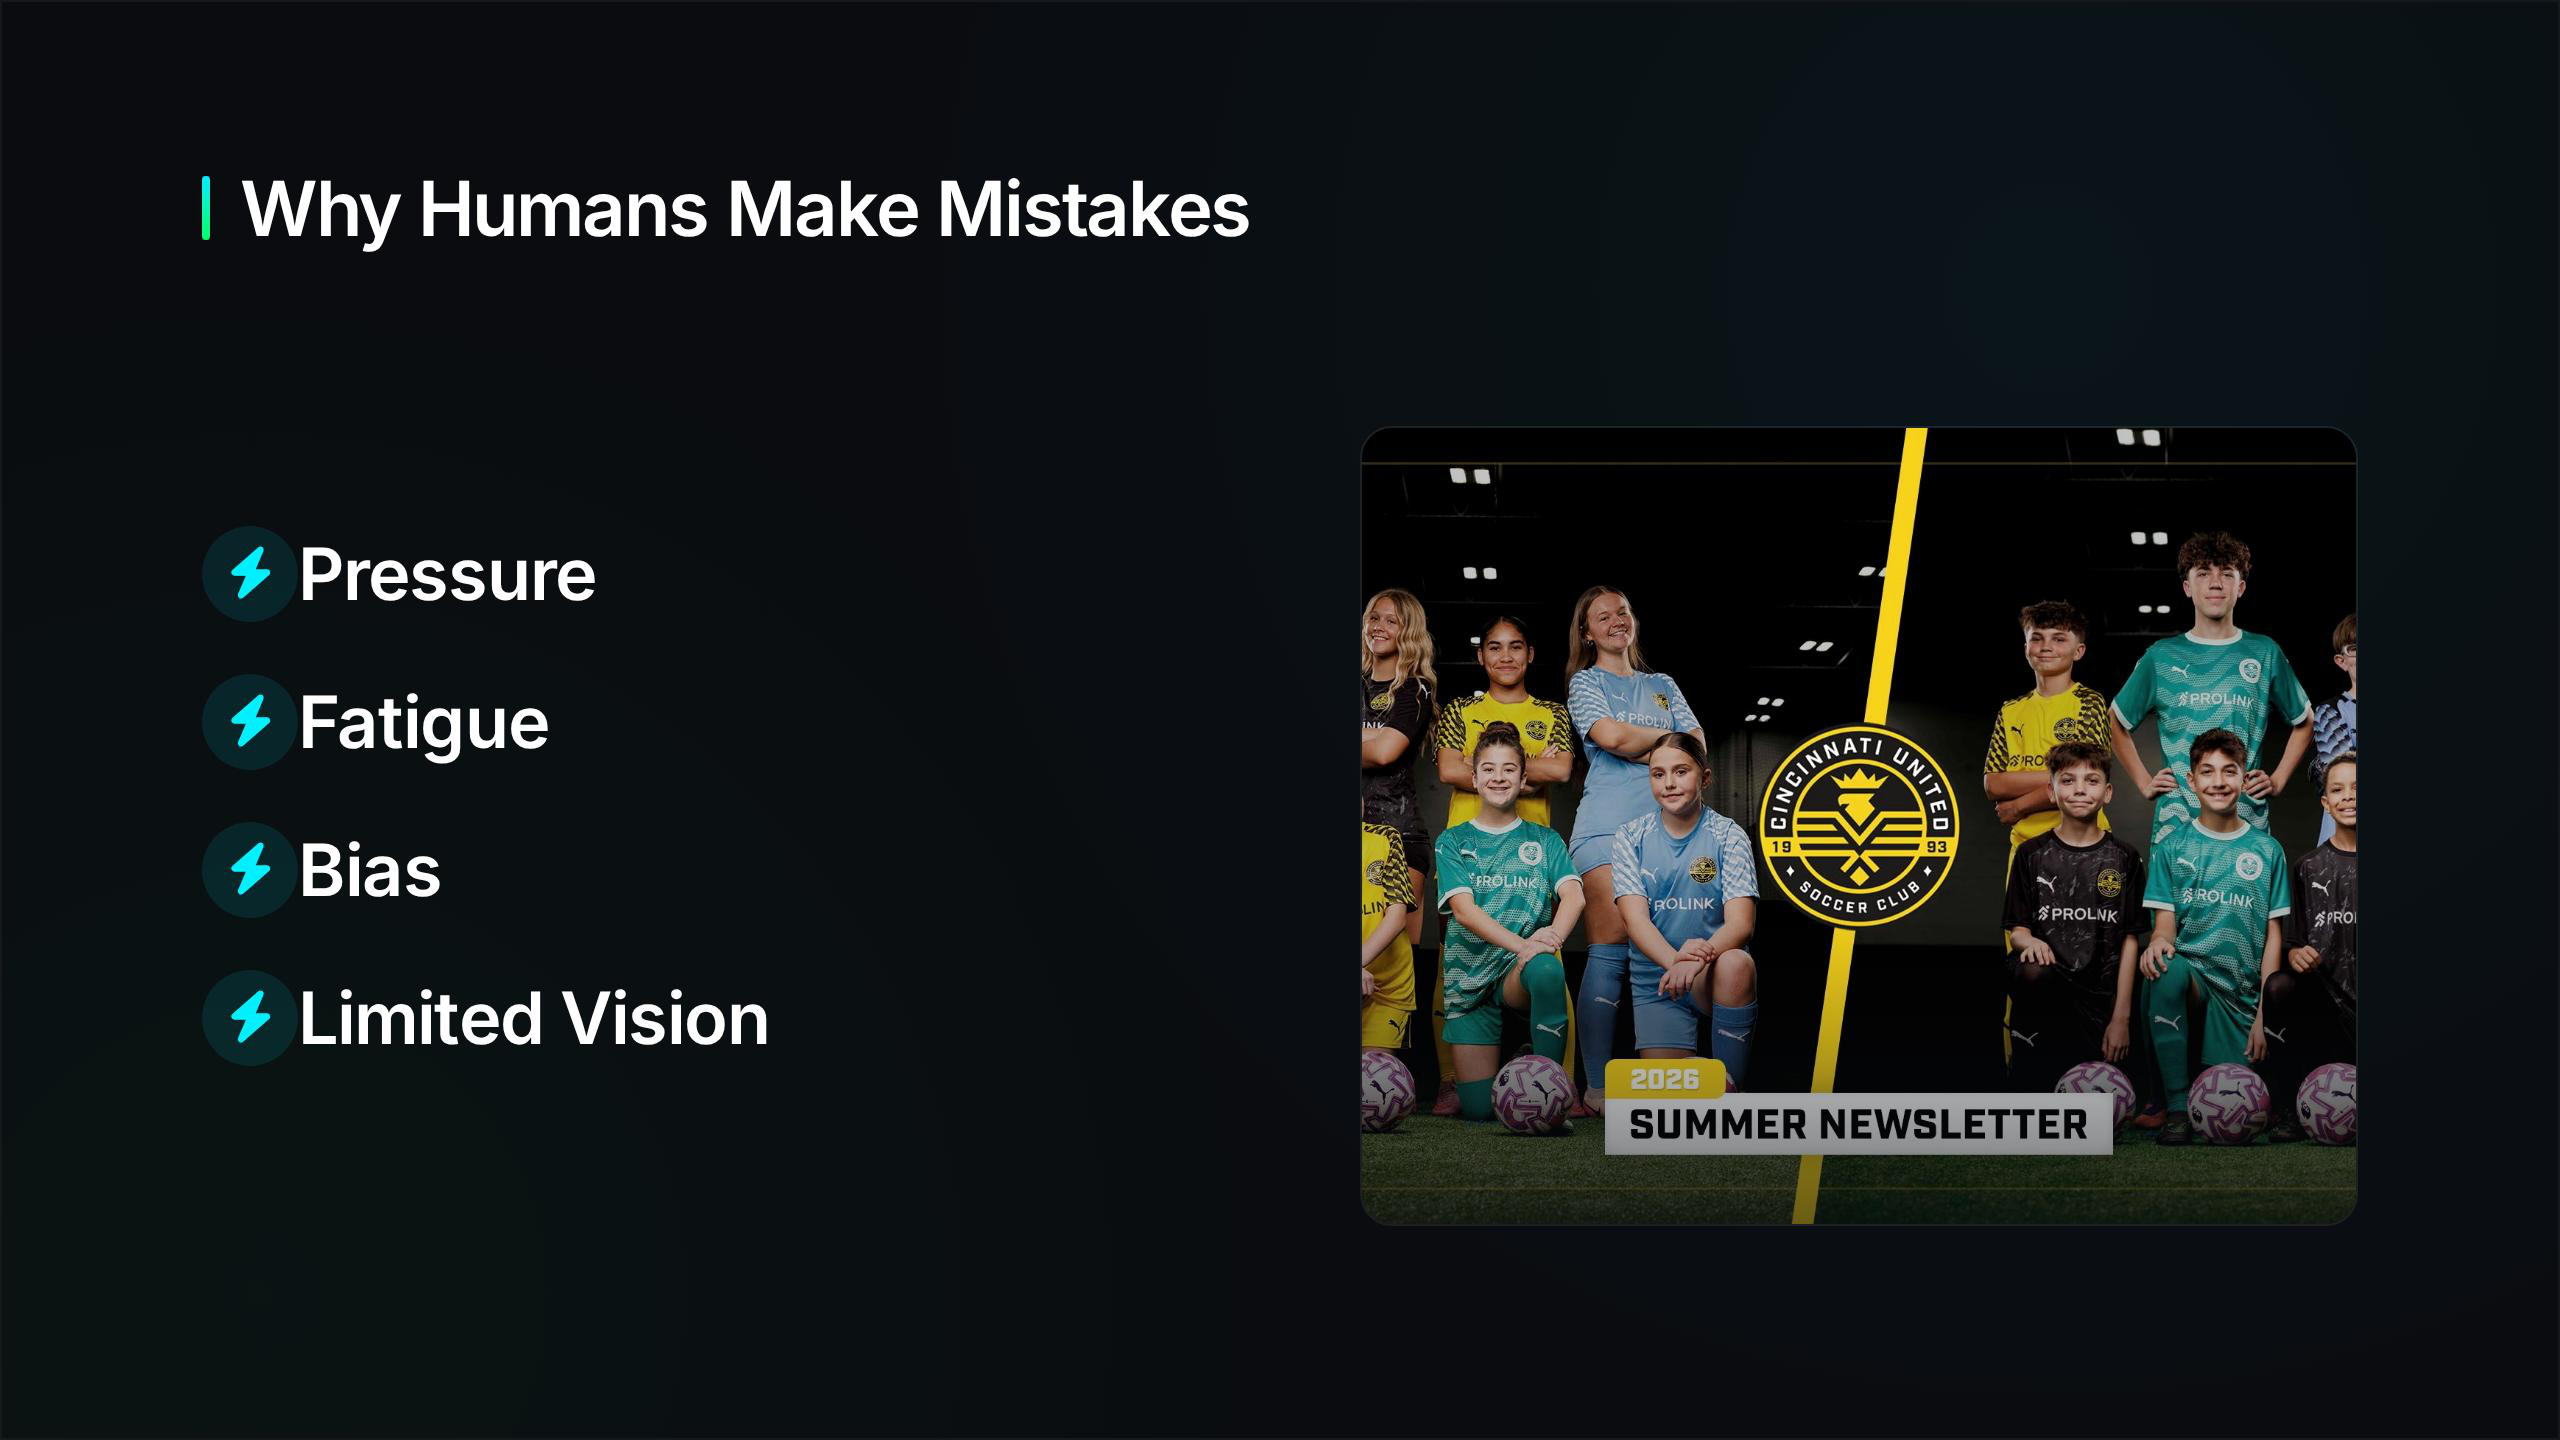 Why Humans Make Mistakes
Pressure
Fatigue
Bias
Limited Vision
CINCINNATI UNITED
19 93
SOCCER CLUB
PROLINK
PROLINK
PROLINK
PROLINK
PROLINK
2026
SUMMER NEWSLETTER